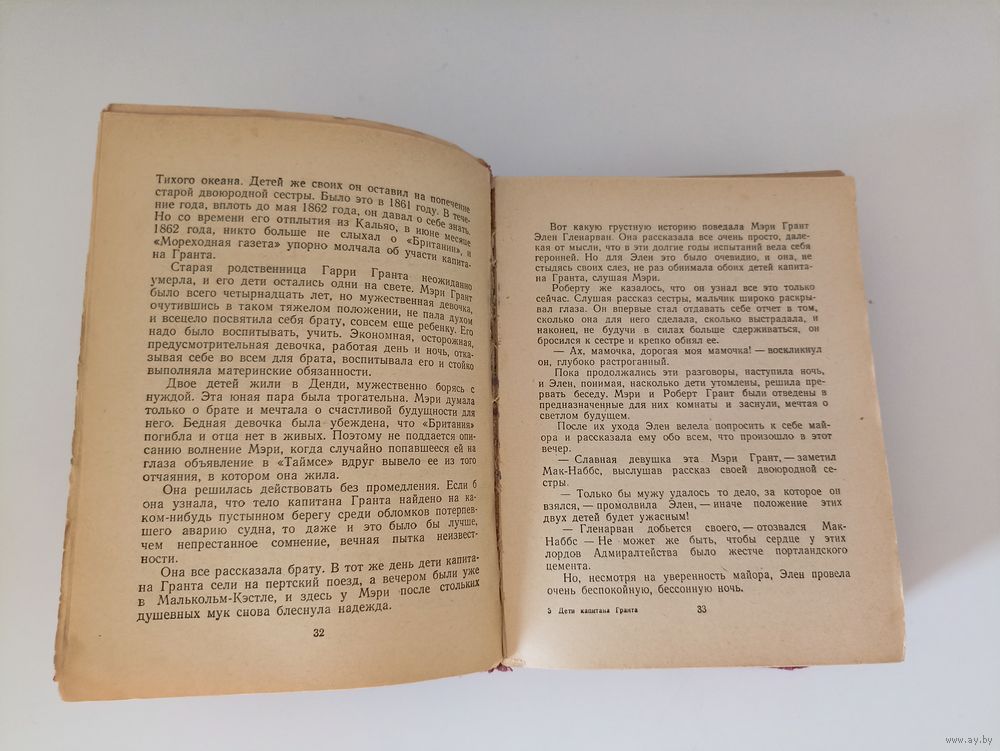 Тихого океана. Детей же своих он оставил на попечение
старой двоюродной сестры. Было это в 1861 году. В тече-
ние года, вплоть до мая 1862 года, он давал о себе знать.
Но со времени его отплытия из Кальяо, в июне месяце
1862 года, никто больше не слыхал о «Британии», и
«Мореходная газета» упорно молчала об участи капита-
на Гранта.
Старая родственница Гарри Гранта неожиданно
умерла, и его дети остались одни на свете. Мэри Грант
было всего четырнадцать лет, но мужественная девочка,
очутившись в таком тяжелом положении, не пала духом
и всецело посвятила себя брату, совсем еще ребенку. Его
надо было воспитывать, учить. Экономная, осторожная,
предусмотрительная девочка, работая день и ночь, отка-
зывая себе во всем для брата, воспитывала его и стойко
выполняла материнские обязанности.
Двое детей жили в Денди, мужественно борясь с
нуждой. Эта юная пара была трогательна. Мэри думала
только о брате и мечтала о счастливой будущности для
него. Бедная девочка была убеждена, что «Британия»
погибла и отца нет в живых. Поэтому не поддается опи-
санию волнение Мэри, когда случайно попавшееся ей на
глаза объявление в «Таймсе» вдруг вывело ее из того
отчаяния, в котором она жила.
Она решилась действовать без промедления. Если б
она узнала, что тело капитана Гранта найдено на ка-
ком-нибудь пустынном берегу среди обломков потерпев-
шего аварию судна, то даже и это было бы лучше,
чем непрестанное сомнение, вечная пытка неизвест-
ности.
Она все рассказала брату. В тот же день дети капита-
на Гранта сели на пертский поезд, а вечером были уже
в Малькольм-Кэстле, и здесь у Мэри после стольких
душевных мук снова блеснула надежда.
32
Вот какую грустную историю поведала Мэри Грант
Элен Гленарван. Она рассказала все очень просто, дале-
кая от мысли, что в эти долгие годы испытаний вела себя
героиней. Но для Элен это было очевидно, и она, не
стыдясь своих слез, не раз обнимала обоих детей капита-
на Гранта, слушая Мэри.
Роберту же казалось, что он узнал все это только
сейчас. Слушая рассказ сестры, мальчик широко раскры-
вал глаза. Он впервые стал отдавать себе отчет в том,
сколько она для него сделала, сколько выстрадала, и
наконец, не будучи в силах больше сдерживаться, он
бросился к сестре и крепко обнял ее.
— Ах, мамочка, дорогая моя мамочка! — воскликнул
он, глубоко растроганный.
Пока продолжались эти разговоры, наступила ночь,
и Элен, понимая, насколько дети утомлены, решила пре-
рвать беседу. Мэри и Роберт Грант были отведены в
предназначенные для них комнаты и заснули, мечтая о
светлом будущем.
После их ухода Элен велела попросить к себе май-
ора и рассказала ему обо всем, что произошло в этот
вечер.
— Славная девушка эта Мэри Грант, — заметил
Мак-Наббс, выслушав рассказ своей двоюродной се-
стры.
— Только бы мужу удалось то дело, за которое он
взялся, — промолвила Элен, — иначе положение этих
двух детей будет ужасным!
— Гленарван добьется своего, — отозвался Мак-
Наббс — Не может же быть, чтобы сердце у этих
лордов Адмиралтейства было жестче портландского
цемента.
Но, несмотря на уверенность майора, Элен провела
очень беспокойную, бессонную ночь.
3 Дети капитана Гранта 33
www.ay.by